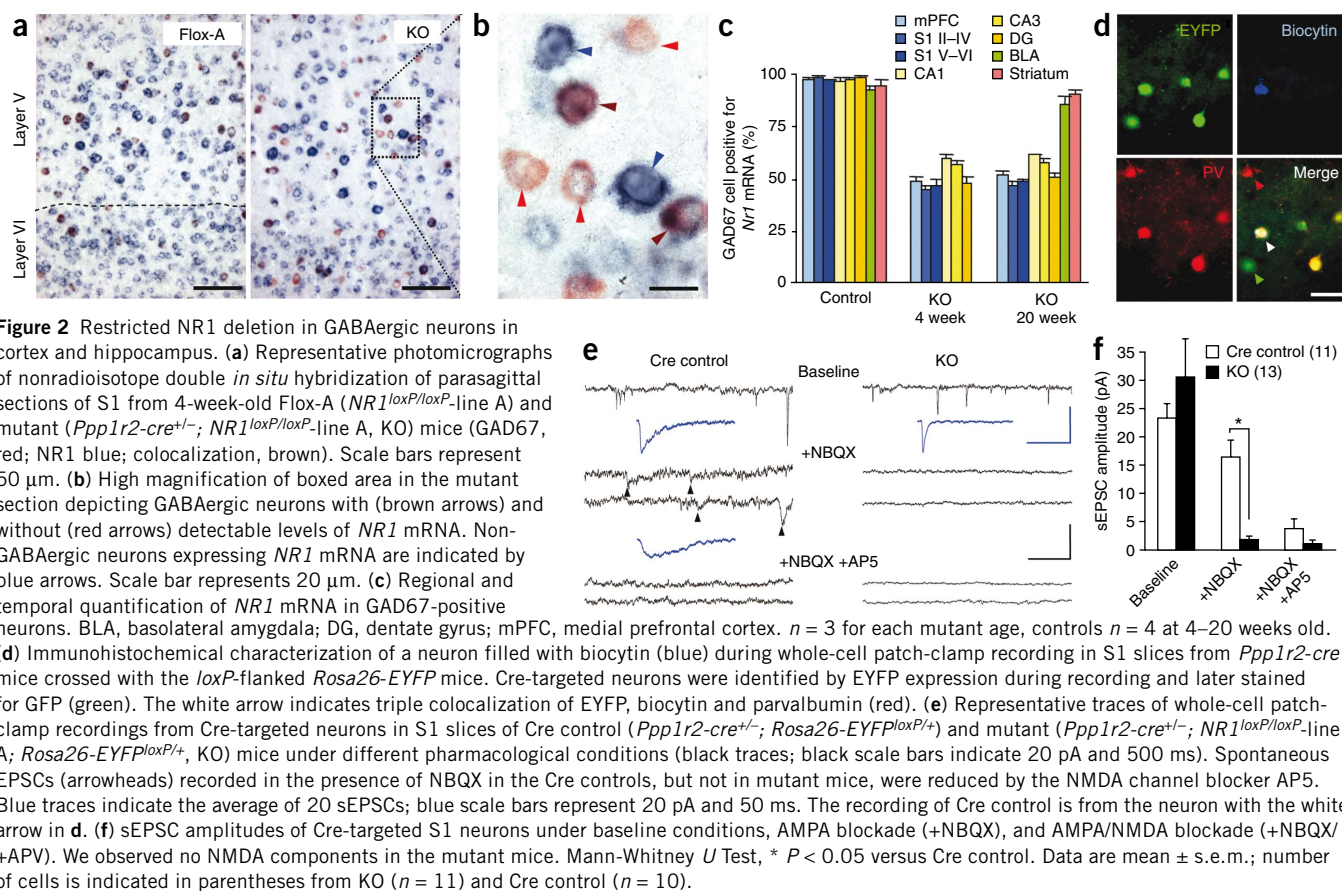 a
Flox-A
KO
Layer V
Layer VI
b
c
mPFC
S1 II–IV
S1 V–VI
CA1
CA3
DG
BLA
Striatum
GAD67 cell positive for
Nr1 mRNA (%)
100
75
50
25
0
Control
KO
4 week
KO
20 week
d
EYFP
Biocytin
PV
Merge
Figure 2 Restricted NR1 deletion in GABAergic neurons in
cortex and hippocampus. (a) Representative photomicrographs
of nonradioisotope double in situ hybridization of parasagittal
sections of S1 from 4-week-old Flox-A (NR1loxP/loxP-line A) and
mutant (Ppp1r2-cre+/–; NR1loxP/loxP-line A, KO) mice (GAD67,
red; NR1 blue; colocalization, brown). Scale bars represent
50 μm. (b) High magnification of boxed area in the mutant
section depicting GABAergic neurons with (brown arrows) and
without (red arrows) detectable levels of NR1 mRNA. Non-
GABAergic neurons expressing NR1 mRNA are indicated by
blue arrows. Scale bar represents 20 μm. (c) Regional and
temporal quantification of NR1 mRNA in GAD67-positive
neurons. BLA, basolateral amygdala; DG, dentate gyrus; mPFC, medial prefrontal cortex. n = 3 for each mutant age, controls n = 4 at 4–20 weeks old.
(d) Immunohistochemical characterization of a neuron filled with biocytin (blue) during whole-cell patch-clamp recording in S1 slices from Ppp1r2-cre
mice crossed with the loxP-flanked Rosa26-EYFP mice. Cre-targeted neurons were identified by EYFP expression during recording and later stained
for GFP (green). The white arrow indicates triple colocalization of EYFP, biocytin and parvalbumin (red). (e) Representative traces of whole-cell patch-
clamp recordings from Cre-targeted neurons in S1 slices of Cre control (Ppp1r2-cre+/–; Rosa26-EYFPloxP/+) and mutant (Ppp1r2-cre+/–; NR1loxP/loxP-line
A; Rosa26-EYFPloxP/+, KO) mice under different pharmacological conditions (black traces; black scale bars indicate 20 pA and 500 ms). Spontaneous
EPSCs (arrowheads) recorded in the presence of NBQX in the Cre controls, but not in mutant mice, were reduced by the NMDA channel blocker AP5.
Blue traces indicate the average of 20 sEPSCs; blue scale bars represent 20 pA and 50 ms. The recording of Cre control is from the neuron with the white
arrow in d. (f) sEPSC amplitudes of Cre-targeted S1 neurons under baseline conditions, AMPA blockade (+NBQX), and AMPA/NMDA blockade (+NBQX/
+APV). We observed no NMDA components in the mutant mice. Mann-Whitney U Test, * P < 0.05 versus Cre control. Data are mean ± s.e.m.; number
of cells is indicated in parentheses from KO (n = 11) and Cre control (n = 10).
e
Cre control
Baseline
KO
+NBQX
+NBQX +AP5
f
Cre control (11)
KO (13)
sEPSC amplitude (pA)
35
30
25
20
15
10
5
0
*
Baseline
+NBQX
+NBQX
+AP5